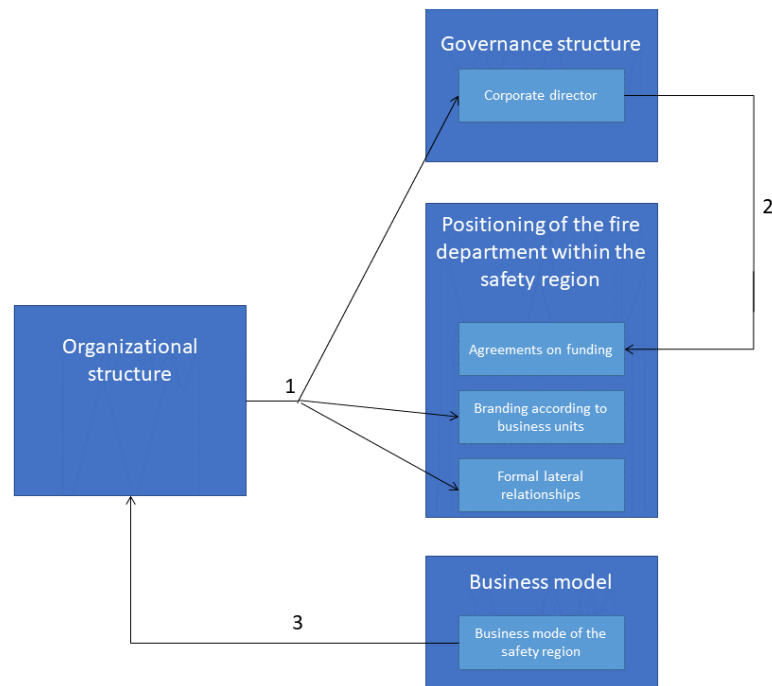 Governance structure
Corporate director
2
Positioning of the fire
department within the
safety region
Agreements on funding
Branding according to
business units
Formal lateral
relationships
Organizational
structure
1
Business model
Business mode of the
safety region
3